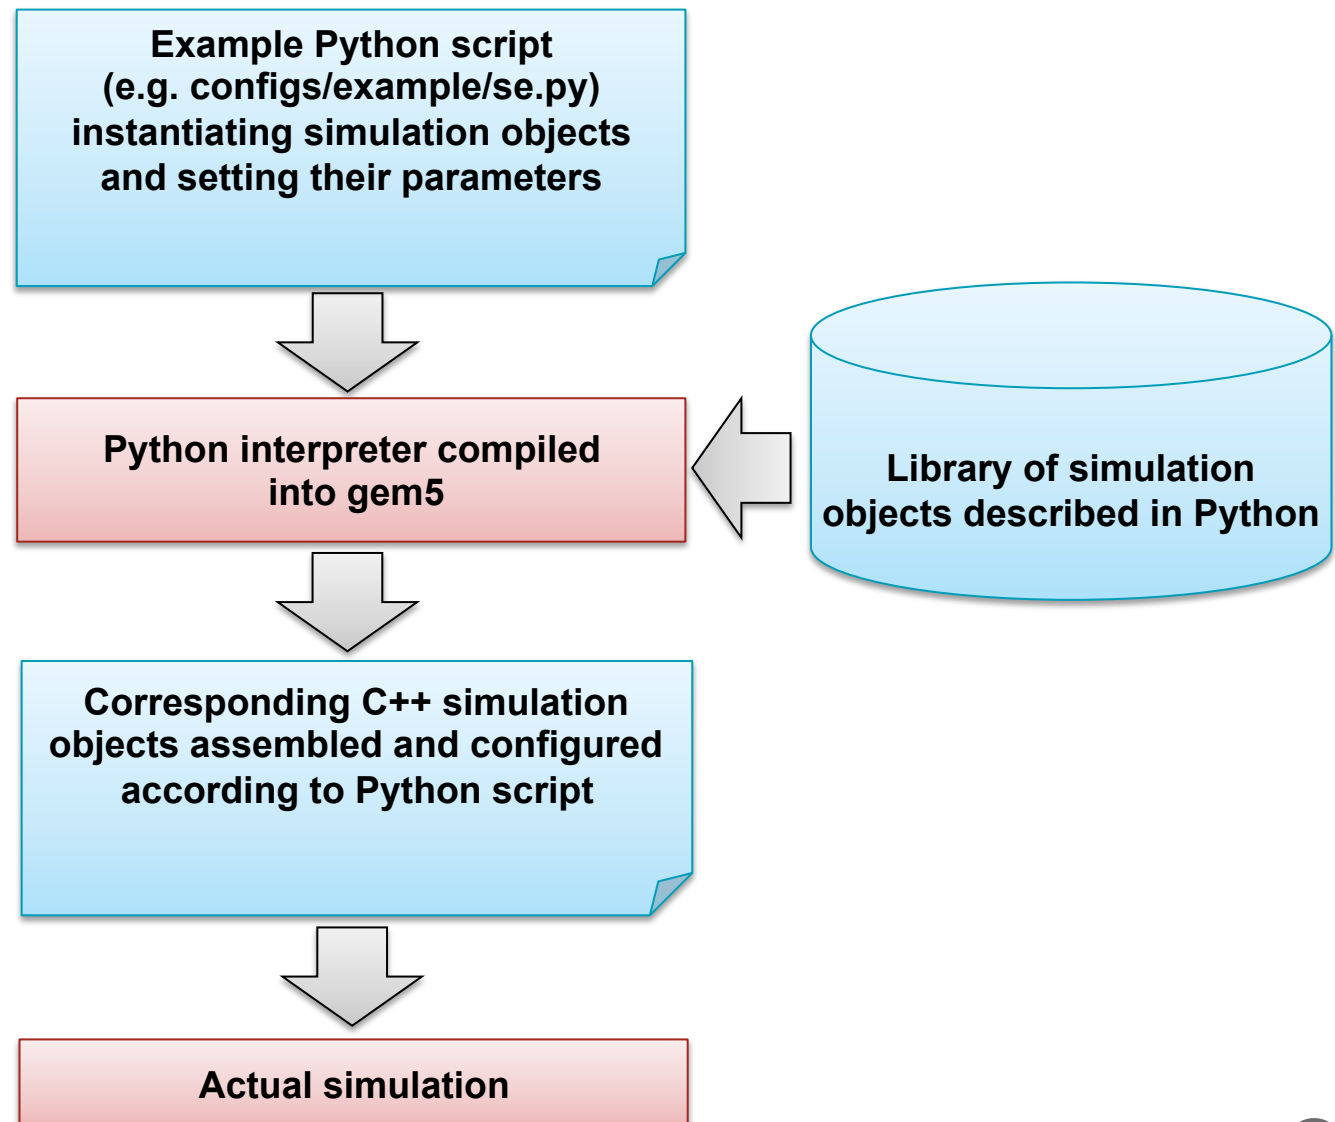 Example Python script
(e.g. configs/example/se.py)
instantiating simulation objects
and setting their parameters
Python interpreter compiled
into gem5
Library of simulation
objects described in Python
Corresponding C++ simulation
objects assembled and configured
according to Python script
Actual simulation